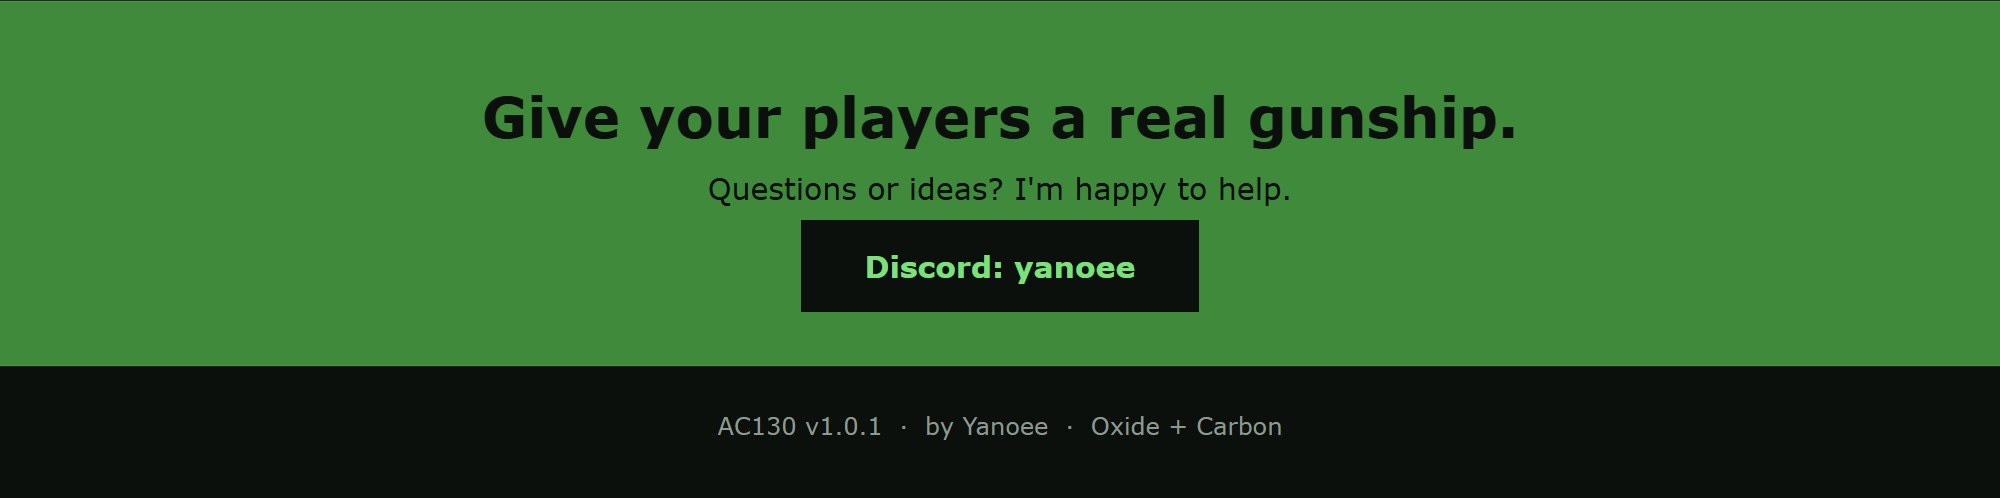 Give your players a real gunship.
Questions or ideas? I'm happy to help.
Discord: yanoee
AC130 v1.0.1 · by Yanoee · Oxide + Carbon